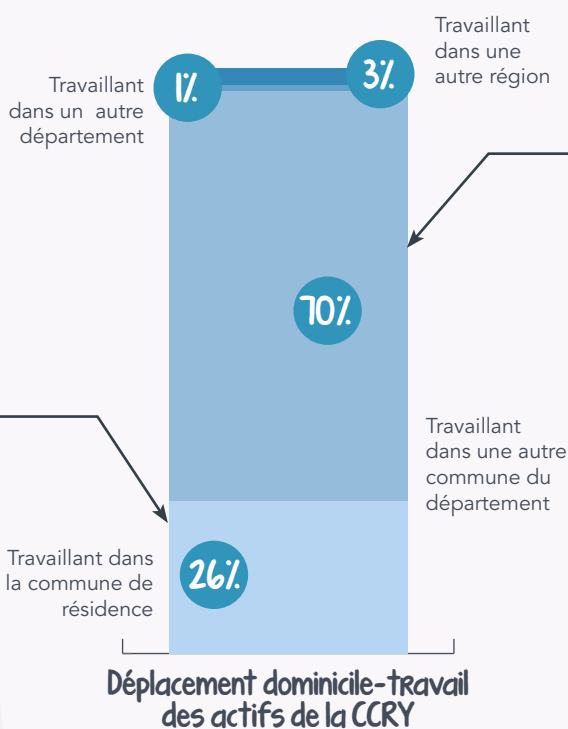 Travaillant
dans une
autre région
3%
1%
Travaillant
dans un autre
département
70%
Travaillant
dans une autre
commune du
département
26%
Travaillant dans
la commune de
résidence
Déplacement dominicile-travail
des actifs de la CCRY